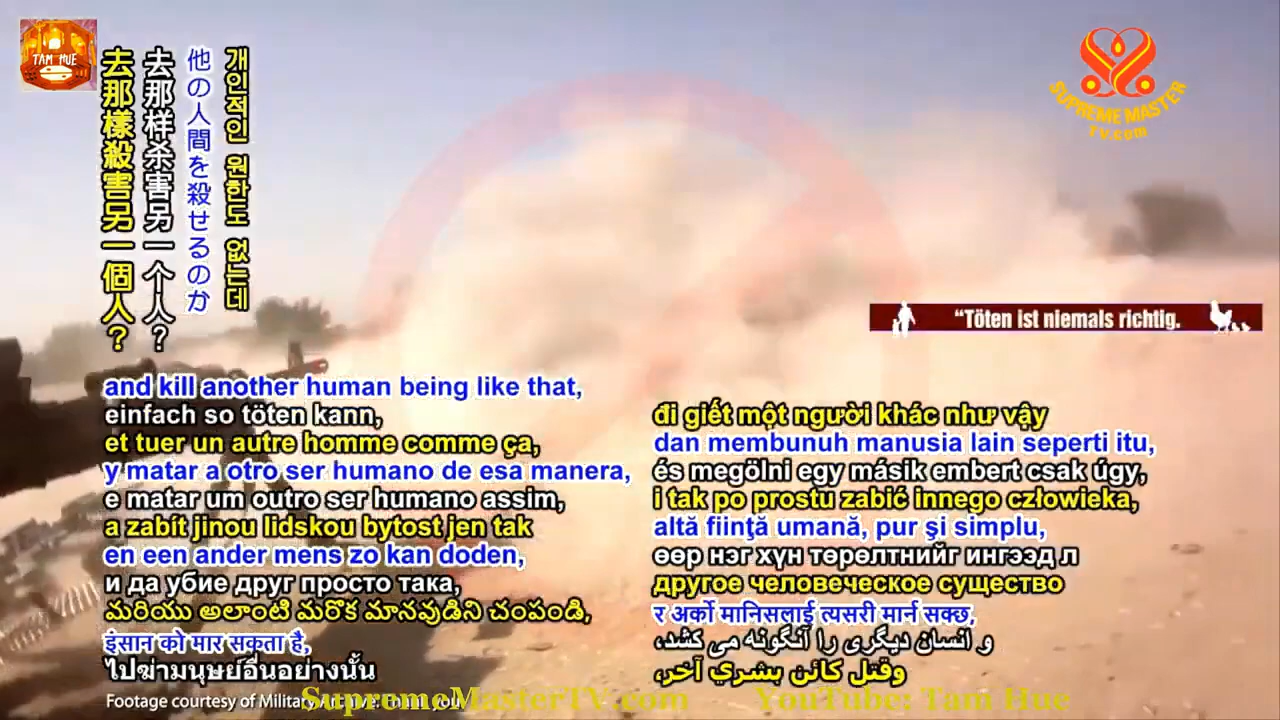 TAM HUE
SUPREME MASTER
TV.com
去那樣殺害另一個人？
去那样杀害另一个人？
他の人間を殺せるのか
개인적인 원한도 없는데
“Töten ist niemals richtig.
and kill another human being like that,
einfach so töten kann,
et tuer un autre homme comme ça,
y matar a otro ser humano de esa manera,
e matar um outro ser humano assim,
a zabít jinou lidskou bytost jen tak
en een ander mens zo kan doden,
и да убие друг просто така,
మరియు అలాంటి మరొక మానవుడిని చంపండి,
इंसान को मार सकता है,
ไปฆ่ามนุษย์อื่นอย่างนั้น
đi giết một người khác như vậy
dan membunuh manusia lain seperti itu,
és megölni egy másik embert csak úgy,
i tak po prostu zabić innego człowieka,
altă fiinţă umană, pur şi simplu,
өөр нэг хүн төрөлтнийг ингээд л
другое человеческое существо
र अर्को मानिसलाई त्यसरी मार्न सक्छ,
و انسان دیگری را آنگونه می کشد،
وقتل كائن بشري آخر،
Footage courtesy of Military
SupremeMasterTV.com
YouTube: Tam Hue